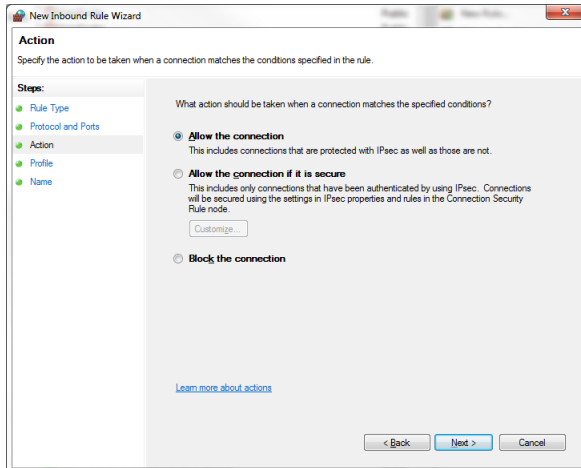 New Inbound Rule Wizard
Action
Specify the action to be taken when a connection matches the conditions specified in the rule.
Steps:
Rule Type
Protocol and Ports
Action
Profile
Name
What action should be taken when a connection matches the specified conditions?
Allow the connection
This includes connections that are protected with IPsec as well as those are not.
Allow the connection if it is secure
This includes only connections that have been authenticated by using IPsec. Connections
will be secured using the settings in IPsec properties and rules in the Connection Security
Rule node.
Customize...
Block the connection
Learn more about actions
< Back
Next >
Cancel